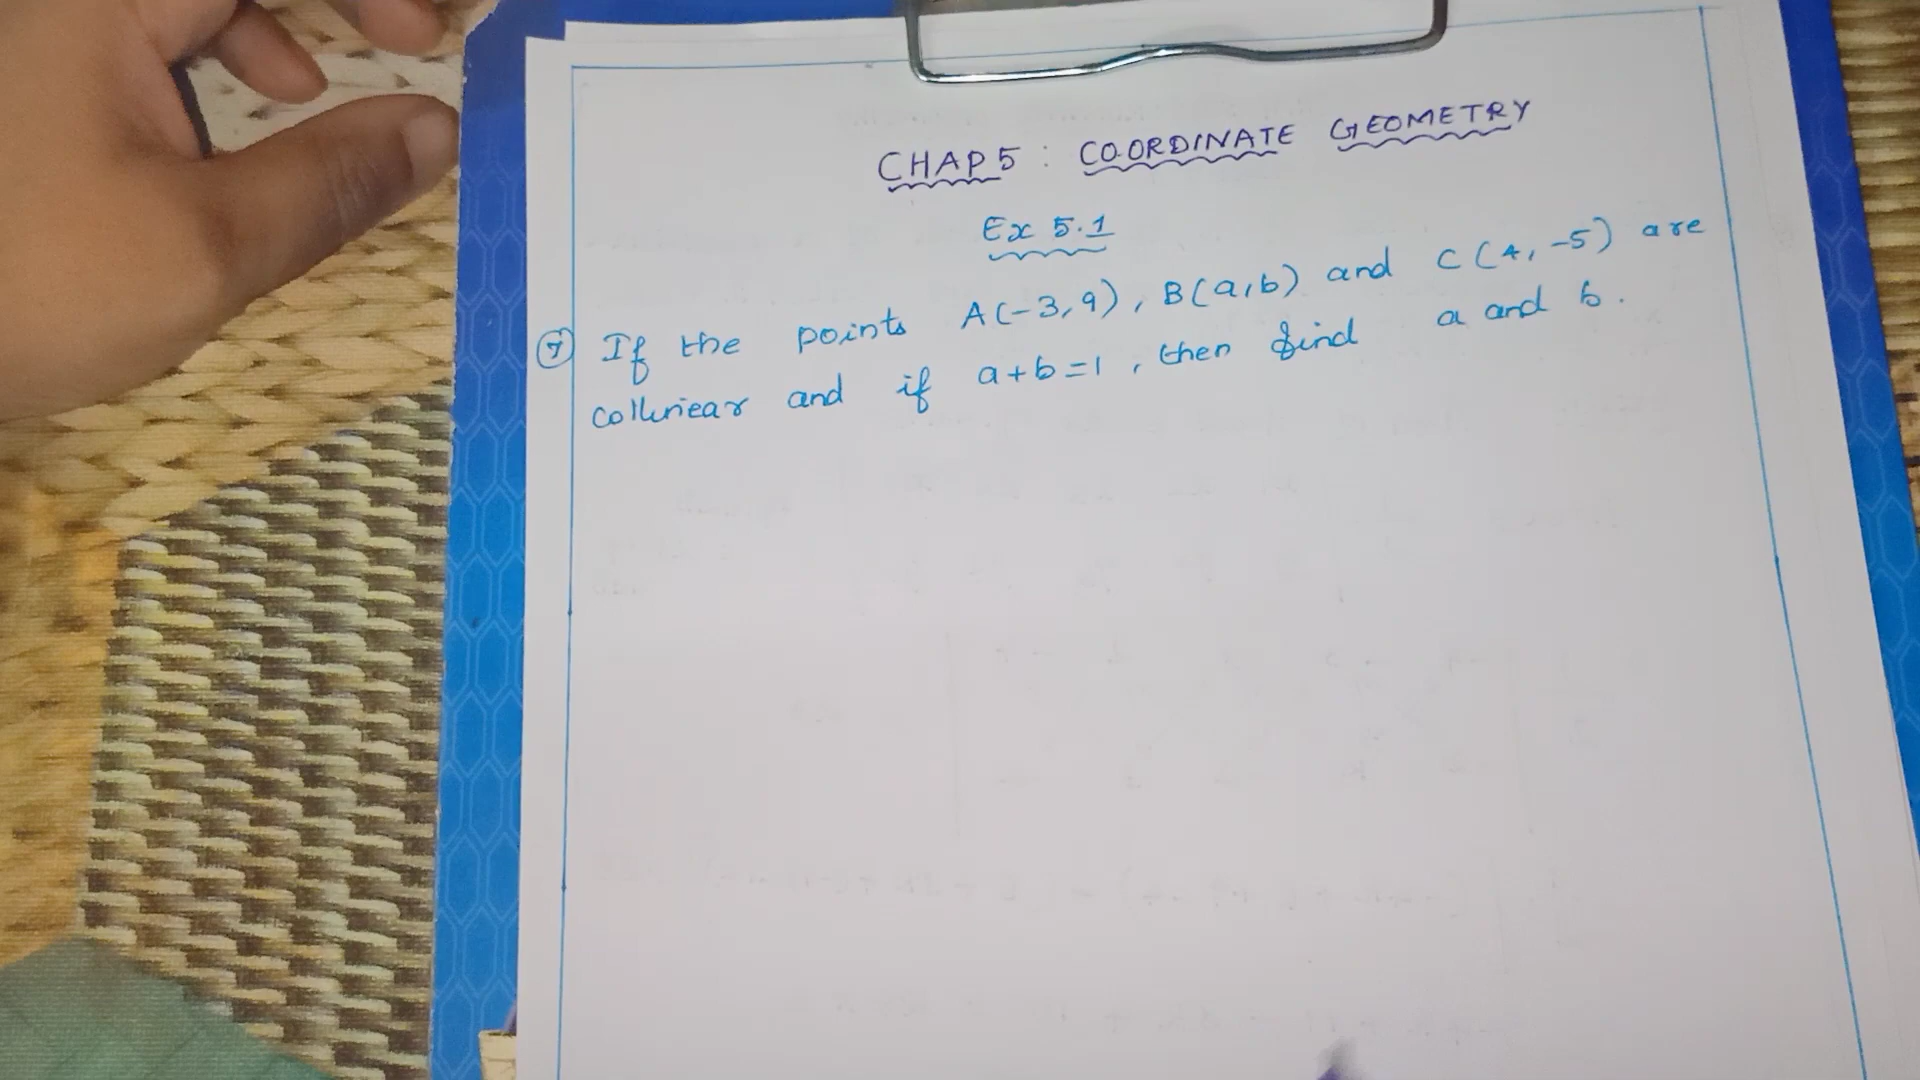 CHAP 5 : COORDINATE GEOMETRY
Ex 5.1
7 If the points A(-3,9), B(a,b) and C(4,-5) are
collinear and if a+b=1, then find a and b.